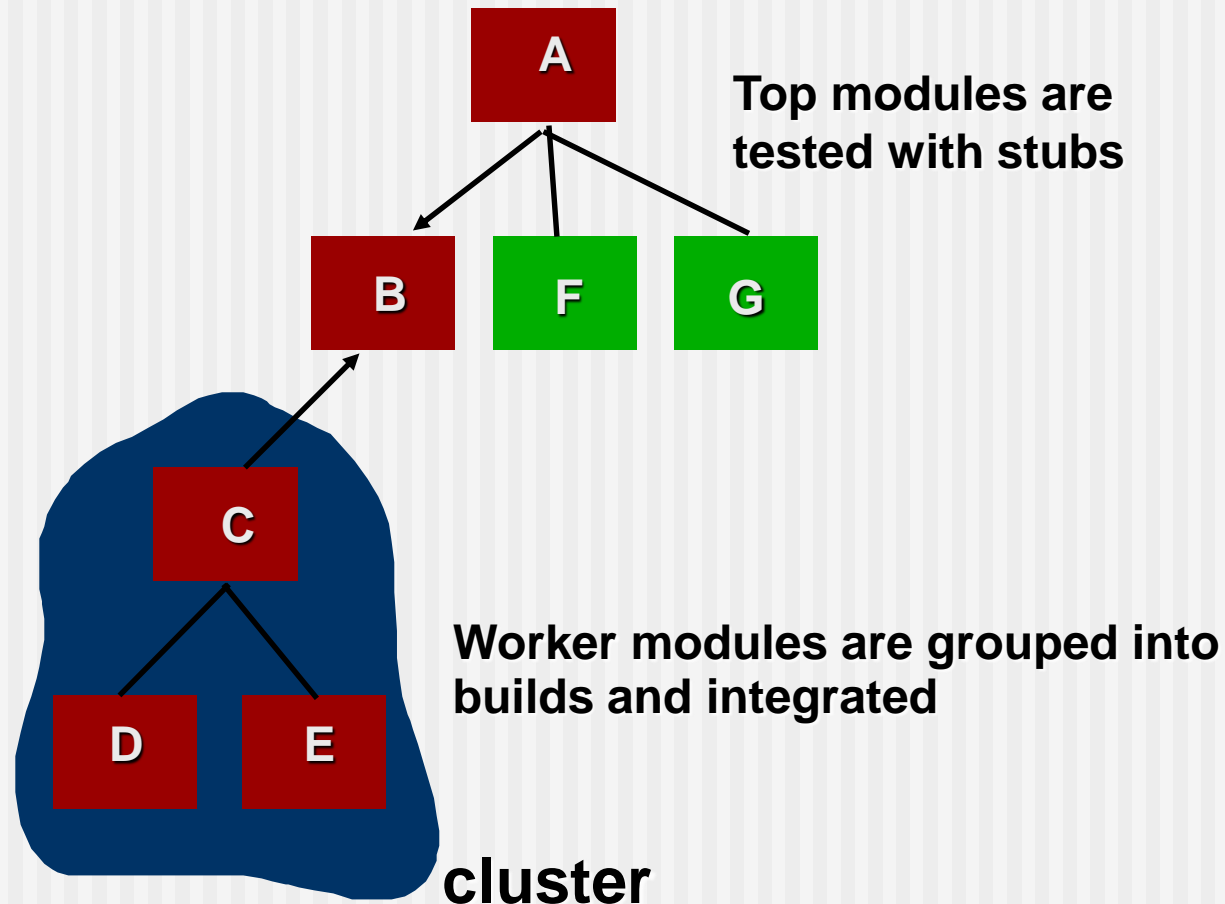 A
Top modules are
tested with stubs
B
F
G
C
Worker modules are grouped into
builds and integrated
D
E
cluster